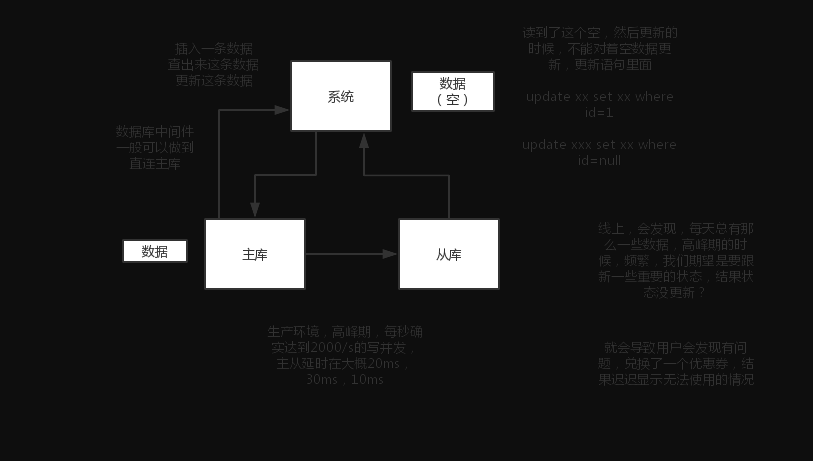 插入一条数据
直出来这条数据
更新这条数据
系统
数据
（空）
读到了这个空，然后更新的
时候，不能对着空数据更
新，更新语句里面
update xx set xx where
id=1
update xxx set xx where
id=null
数据库中间件
一般可以做到
直连主库
数据
主库
从库
线上，会发现，每天总有那
么一些数据，高峰期的时
候，频繁，我们期望是要跟
新一些重要的状态，结果状
态没更新？
生产环境，高峰期，每秒确
实达到2000/s的写并发，
主从延时在大概20ms，
30ms，10ms
就会导致用户会发现有问
题，兑换了一个优惠券，结
果迟迟显示无法使用的情况